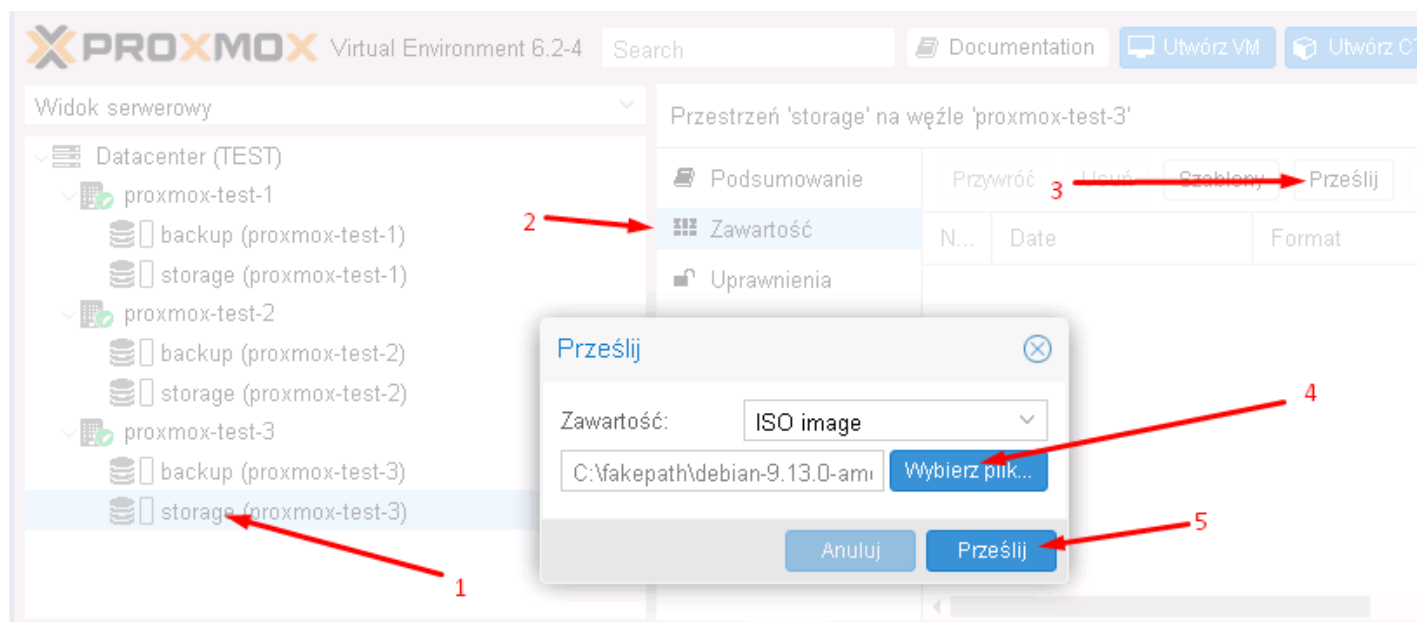 PROXMOX Virtual Environment 6.2-4 Search Documentation Utwórz VM Utwórz CT
Widok serwerowy
Przestrzeń 'storage' na węźle 'proxmox-test-3'
Datacenter (TEST)
proxmox-test-1
backup (proxmox-test-1)
storage (proxmox-test-1)
proxmox-test-2
backup (proxmox-test-2)
storage (proxmox-test-2)
proxmox-test-3
backup (proxmox-test-3)
storage (proxmox-test-3)
1
Podsumowanie
2
Zawartość
Uprawnienia
Przywróć Usuń Szablony Prześlij
3
N... Date Format
Prześlij
Zawartość: ISO image
C:\fakepath\debian-9.13.0-am Wybierz plik...
4
Anuluj Prześlij
5